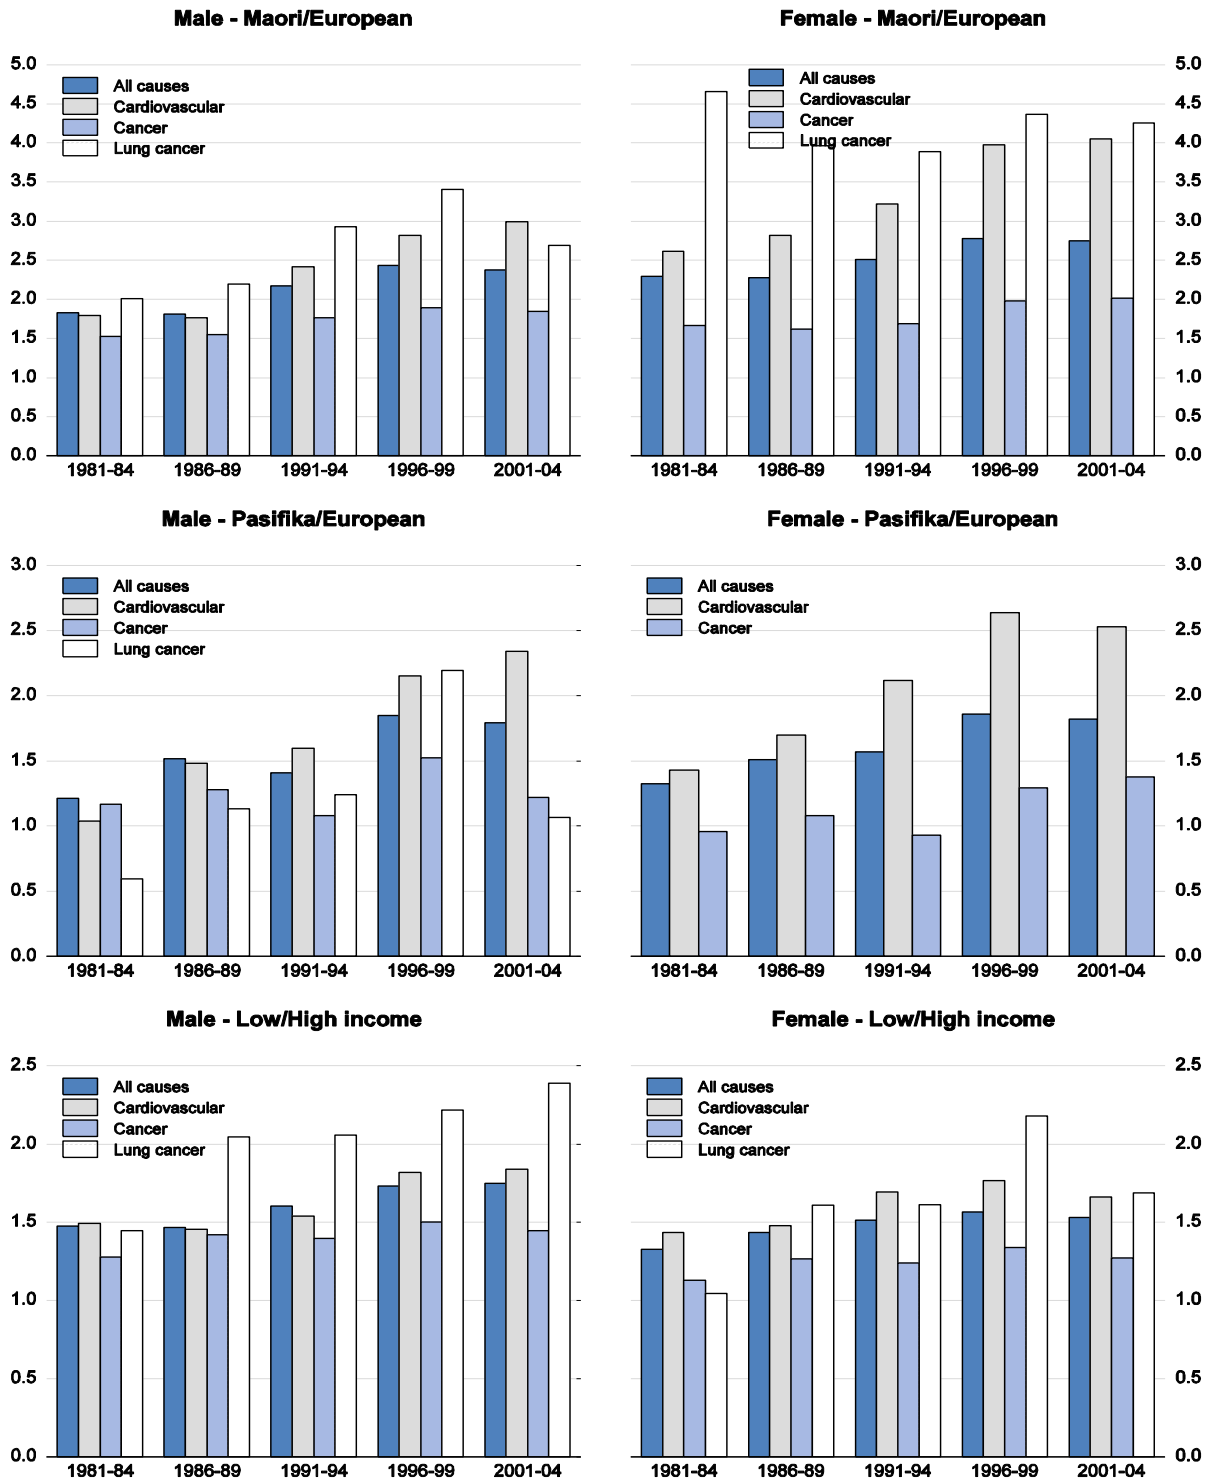 Male - Maori/European
5.0
4.5
4.0
3.5
3.0
2.5
2.0
1.5
1.0
0.5
0.0
All causes
Cardiovascular
Cancer
Lung cancer
1981-84 1986-89 1991-94 1996-99 2001-04
Female - Maori/European
All causes
Cardiovascular
Cancer
Lung cancer
5.0
4.5
4.0
3.5
3.0
2.5
2.0
1.5
1.0
0.5
0.0
1981-84 1986-89 1991-94 1996-99 2001-04
Male - Pasifika/European
3.0
2.5
2.0
1.5
1.0
0.5
0.0
All causes
Cardiovascular
Cancer
Lung cancer
1981-84 1986-89 1991-94 1996-99 2001-04
Female - Pasifika/European
All causes
Cardiovascular
Cancer
3.0
2.5
2.0
1.5
1.0
0.5
0.0
1981-84 1986-89 1991-94 1996-99 2001-04
Male - Low/High income
2.5
2.0
1.5
1.0
0.5
0.0
All causes
Cardiovascular
Cancer
Lung cancer
1981-84 1986-89 1991-94 1996-99 2001-04
Female - Low/High income
All causes
Cardiovascular
Cancer
Lung cancer
2.5
2.0
1.5
1.0
0.5
0.0
1981-84 1986-89 1991-94 1996-99 2001-04